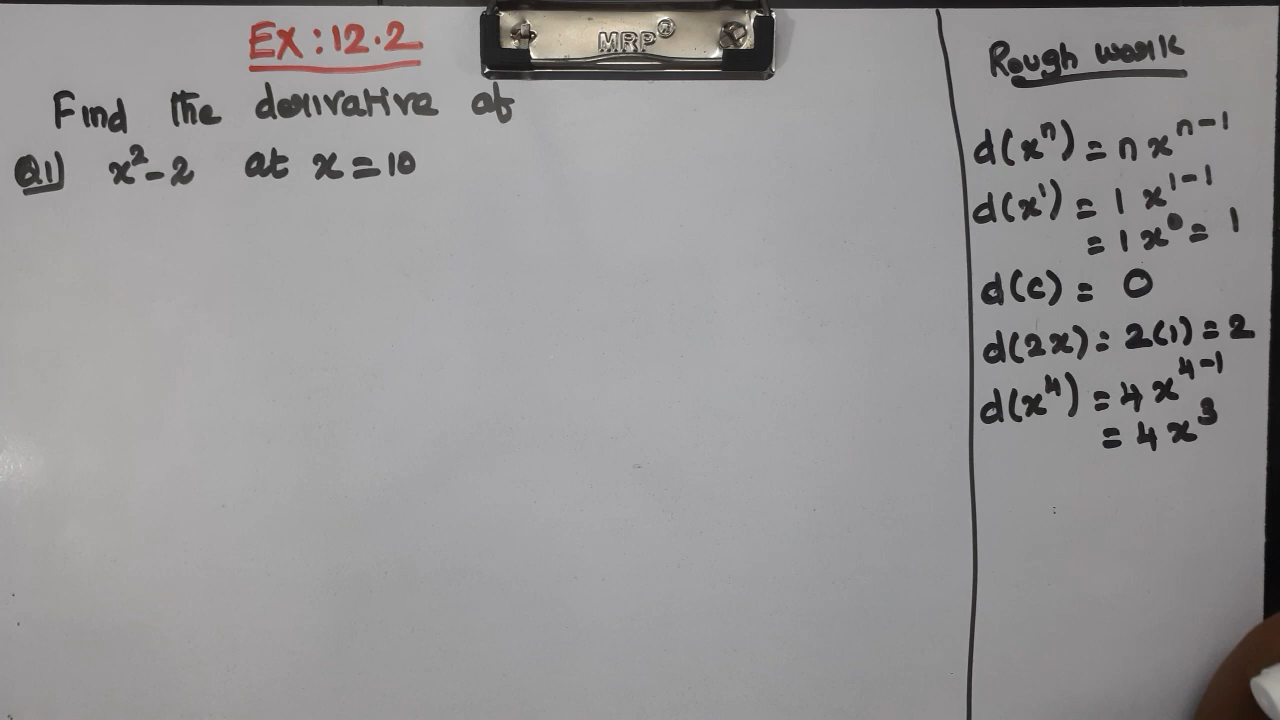 EX:12.2
MRP®
Find the derivative of
Q1) x²-2 at x=10
Rough work
d(xⁿ) = n xⁿ⁻¹
d(x¹) = 1 x¹⁻¹
= 1 x⁰ = 1
d(c) = 0
d(2x) = 2(1) = 2
d(x⁴) = 4 x⁴⁻¹
= 4 x³